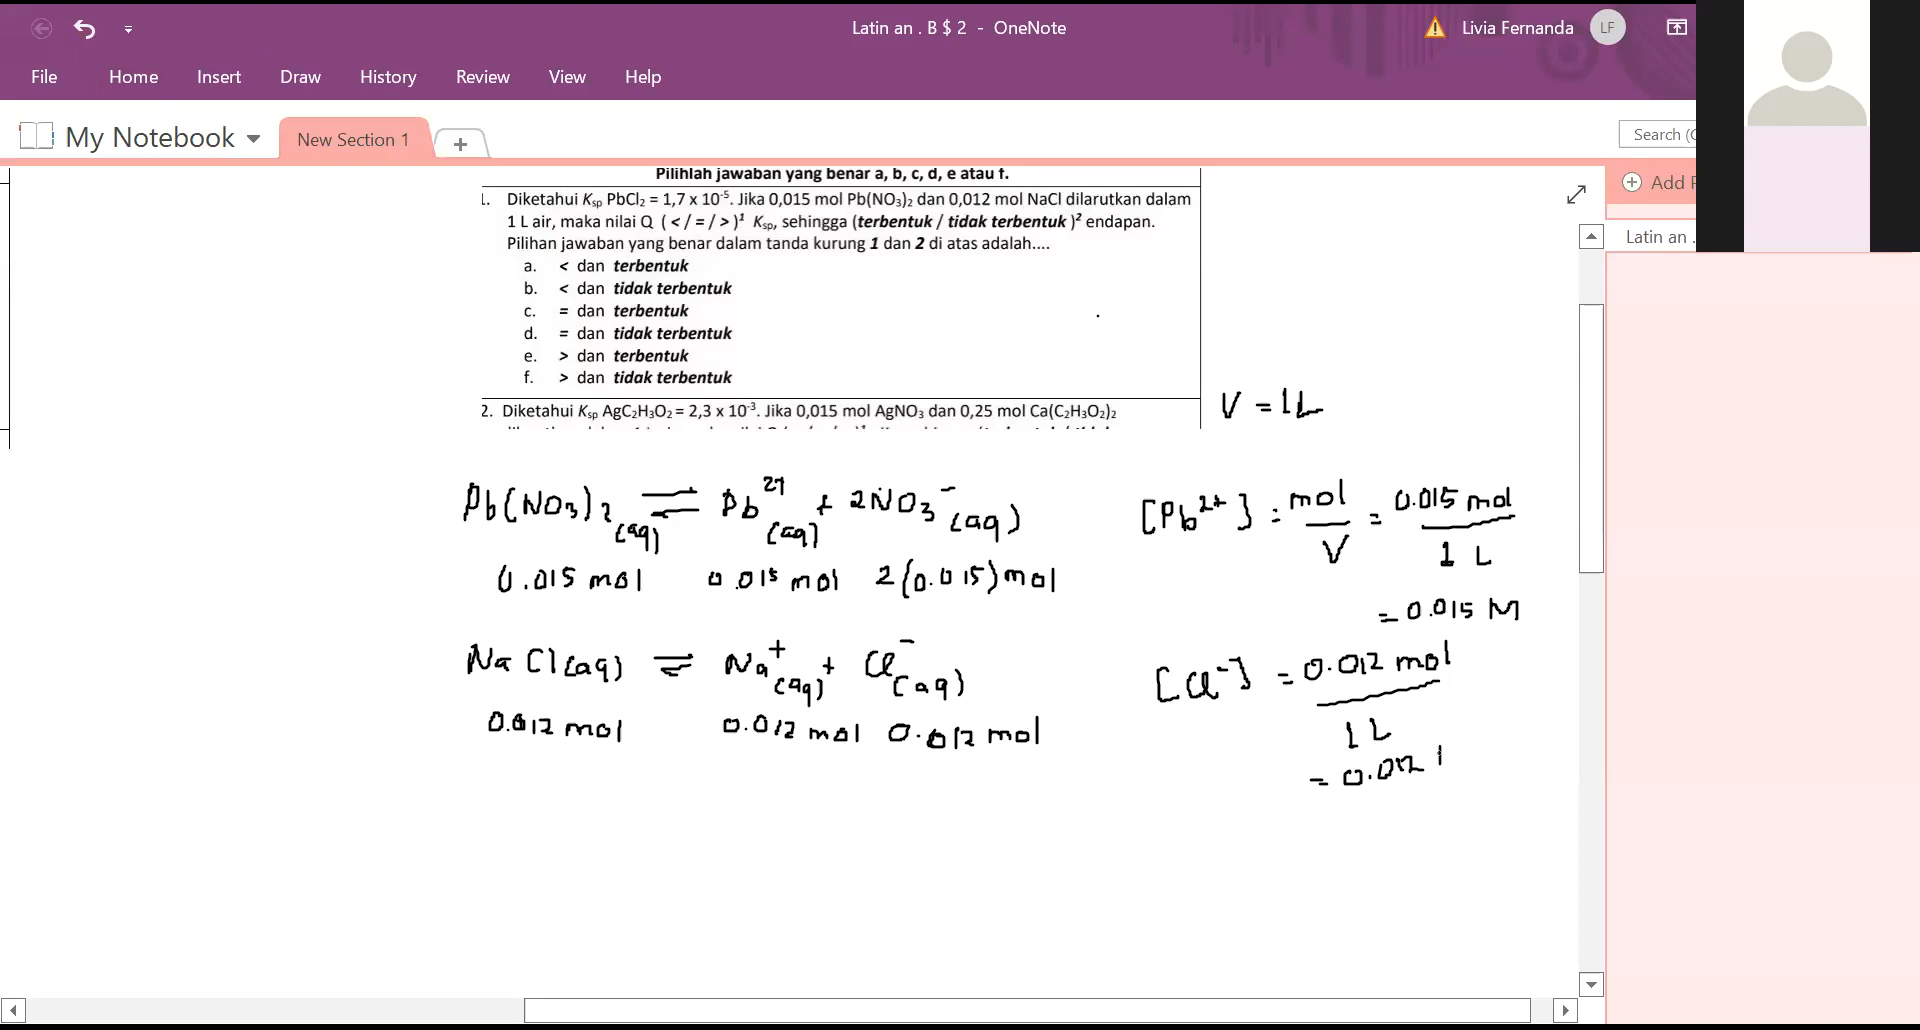 Latin an . B $ 2 - OneNote
Livia Fernanda
LF
File Home Insert Draw History Review View Help
My Notebook
New Section 1
+
Search (C
Add P
Latin an .
Pilihlah jawaban yang benar a, b, c, d, e atau f.
1. Diketahui Ksp PbCl₂ = 1,7 x 10⁻⁵. Jika 0,015 mol Pb(NO₃)₂ dan 0,012 mol NaCl dilarutkan dalam
1 L air, maka nilai Q ( < / = / > )¹ Ksp, sehingga (terbentuk / tidak terbentuk )² endapan.
Pilihan jawaban yang benar dalam tanda kurung 1 dan 2 di atas adalah....
a. < dan terbentuk
b. < dan tidak terbentuk
c. = dan terbentuk
d. = dan tidak terbentuk
e. > dan terbentuk
f. > dan tidak terbentuk
2. Diketahui Ksp AgC₂H₃O₂ = 2,3 x 10⁻³. Jika 0,015 mol AgNO₃ dan 0,25 mol Ca(C₂H₃O₂)₂
V = 1L
Pb(NO₃)₂(aq) ⇌ Pb²⁺(aq) + 2NO₃⁻(aq)
0.015 mol 0.015 mol 2(0.015) mol
NaCl(aq) ⇌ Na⁺(aq) + Cl⁻(aq)
0.012 mol 0.012 mol 0.012 mol
[Pb²⁺] = mol / V = 0.015 mol / 1 L
= 0.015 M
[Cl⁻] = 0.012 mol / 1 L
= 0.012